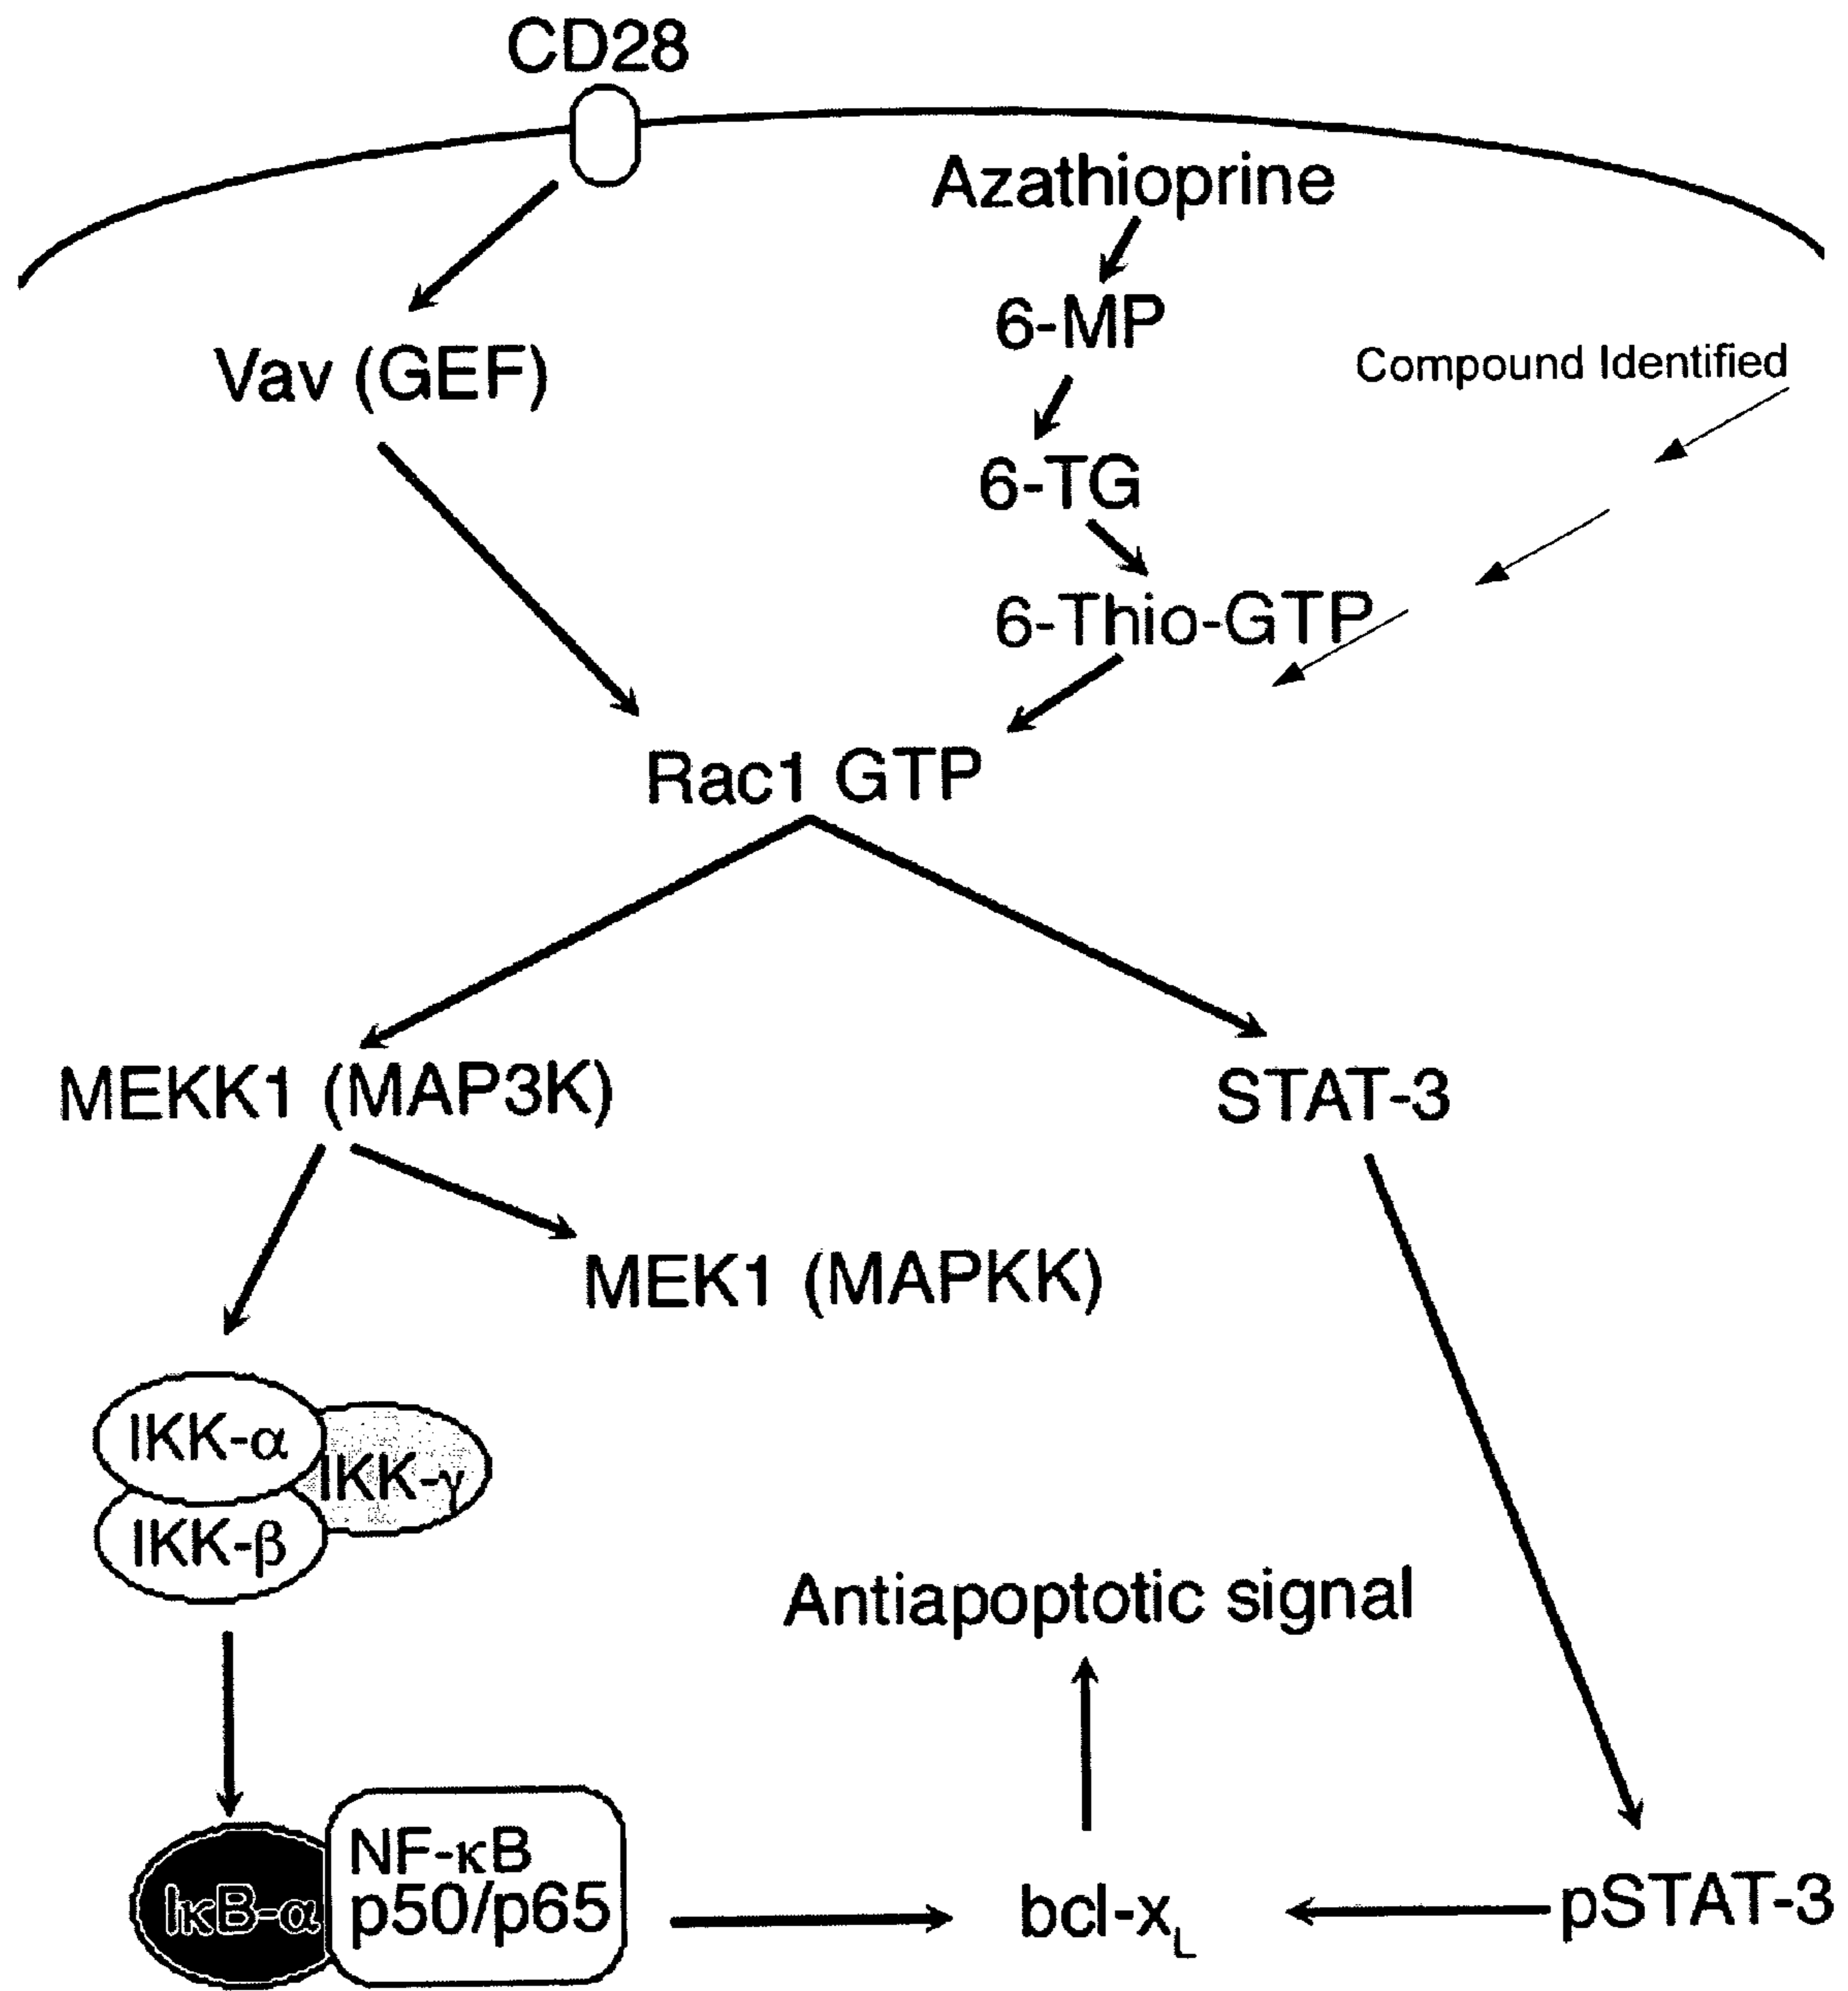 CD28
Azathioprine
6-MP
Vav (GEF)
Compound Identified
6-TG
6-Thio-GTP
Rac1 GTP
MEKK1 (MAP3K)
STAT-3
MEK1 (MAPKK)
IKK-α
IKK-γ
IKK-β
Antiapoptotic signal
NF-κB
IκB-α
p50/p65
bcl-xL
pSTAT-3